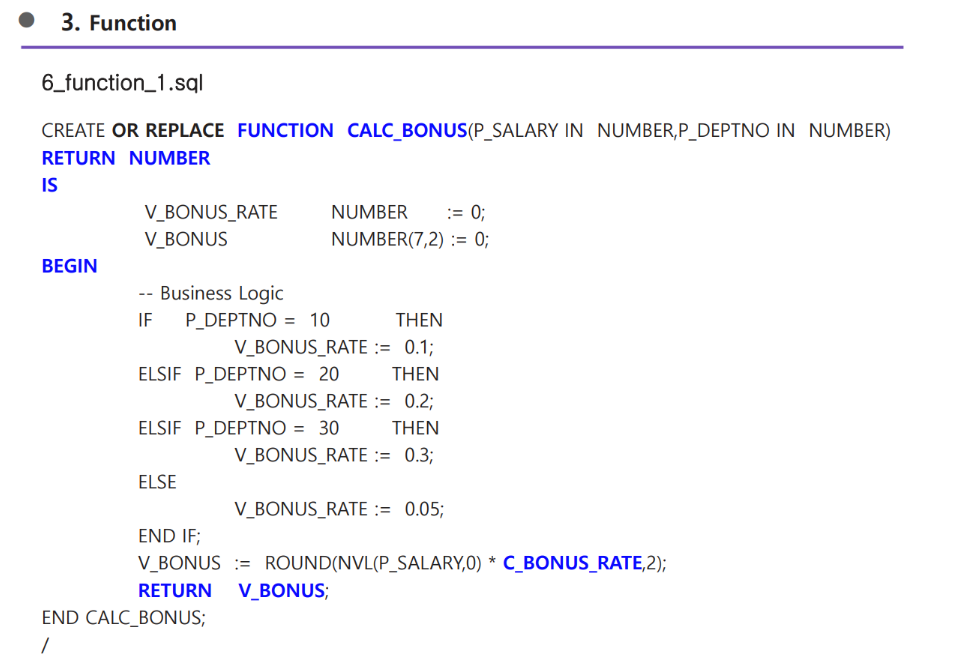 3. Function
6_function_1.sql
CREATE OR REPLACE FUNCTION CALC_BONUS(P_SALARY IN NUMBER,P_DEPTNO IN NUMBER)
RETURN NUMBER
IS
V_BONUS_RATE NUMBER := 0;
V_BONUS NUMBER(7,2) := 0;
BEGIN
-- Business Logic
IF P_DEPTNO = 10 THEN
V_BONUS_RATE := 0.1;
ELSIF P_DEPTNO = 20 THEN
V_BONUS_RATE := 0.2;
ELSIF P_DEPTNO = 30 THEN
V_BONUS_RATE := 0.3;
ELSE
V_BONUS_RATE := 0.05;
END IF;
V_BONUS := ROUND(NVL(P_SALARY,0) * C_BONUS_RATE,2);
RETURN V_BONUS;
END CALC_BONUS;
/